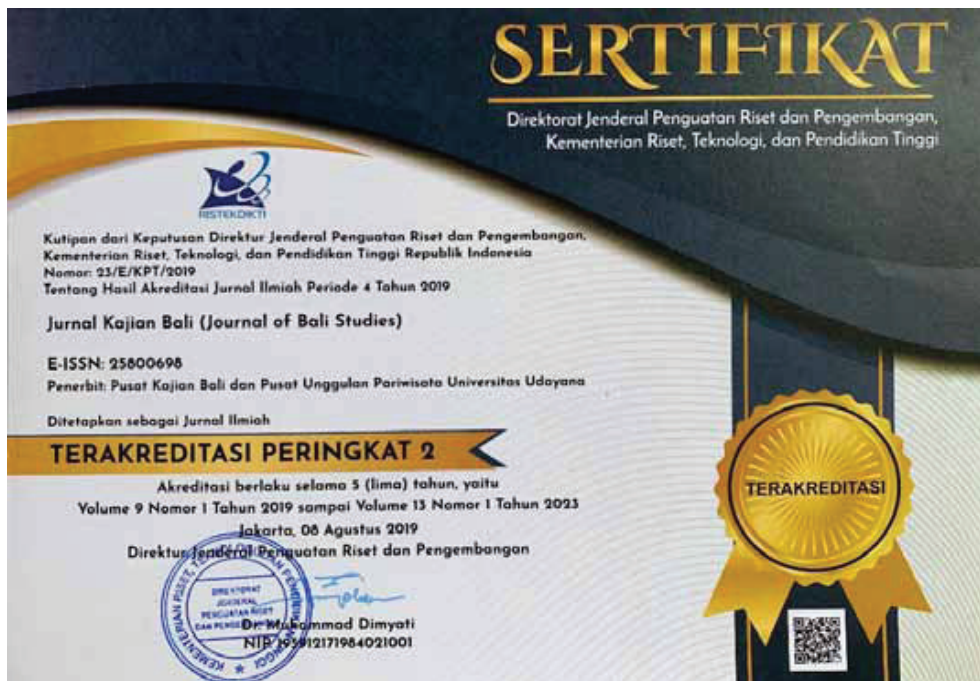 SERTIFIKAT
Direktorat Jenderal Penguatan Riset dan Pengembangan,
Kementerian Riset, Teknologi, dan Pendidikan Tinggi
RISTEKDIKTI
Kutipan dari Keputusan Direktur Jenderal Penguatan Riset dan Pengembangan,
Kementerian Riset, Teknologi, dan Pendidikan Tinggi Republik Indonesia
Nomor: 23/E/KPT/2019
Tentang Hasil Akreditasi Jurnal Ilmiah Periode 4 Tahun 2019
Jurnal Kajian Bali (Journal of Bali Studies)
E-ISSN: 25800698
Penerbit: Pusat Kajian Bali dan Pusat Unggulan Pariwisata Universitas Udayana
Ditetapkan sebagai Jurnal Ilmiah
TERAKREDITASI PERINGKAT 2
Akreditasi berlaku selama 5 (lima) tahun, yaitu
Volume 9 Nomor 1 Tahun 2019 sampai Volume 13 Nomor 1 Tahun 2023
Jakarta, 08 Agustus 2019
Direktur Jenderal Penguatan Riset dan Pengembangan
DIREKTORAT
JENDERAL
PENGUATAN RISET
DAN
Dr. Muhammad Dimyati
NIP 195912171984021001
TERAKREDITASI